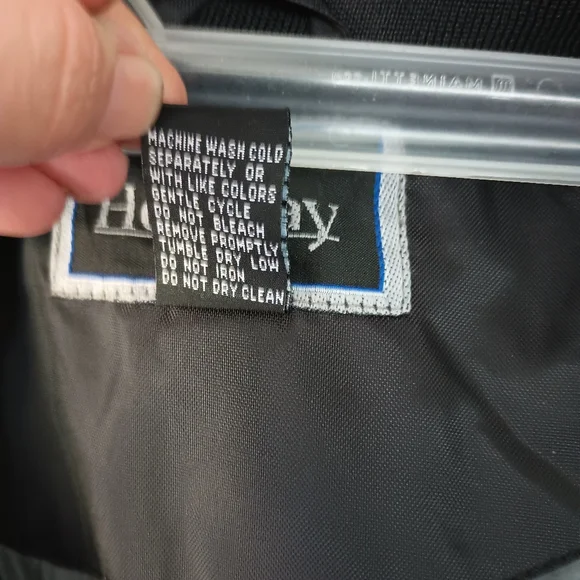 MAINETTI
MACHINE WASH COLD
SEPARATELY OR
WITH LIKE COLORS
GENTLE CYCLE
DO NOT BLEACH
REMOVE PROMPTLY
TUMBLE DRY LOW
DO NOT IRON
DO NOT DRY CLEAN